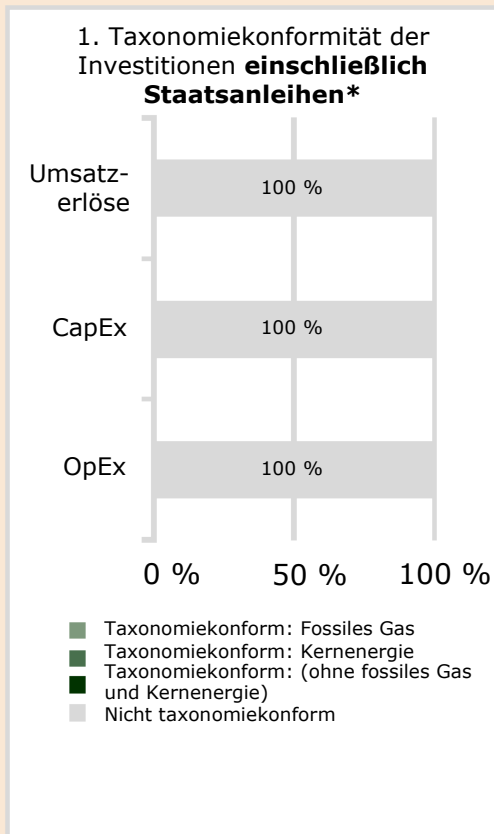 1. Taxonomiekonformität der
Investitionen einschließlich
Staatsanleihen*
Umsatz-
erlöse
100 %
CapEx
100 %
OpEx
100 %
0 %
50 %
100 %
Taxonomiekonform: Fossiles Gas
Taxonomiekonform: Kernenergie
Taxonomiekonform: (ohne fossiles Gas
und Kernenergie)
Nicht taxonomiekonform